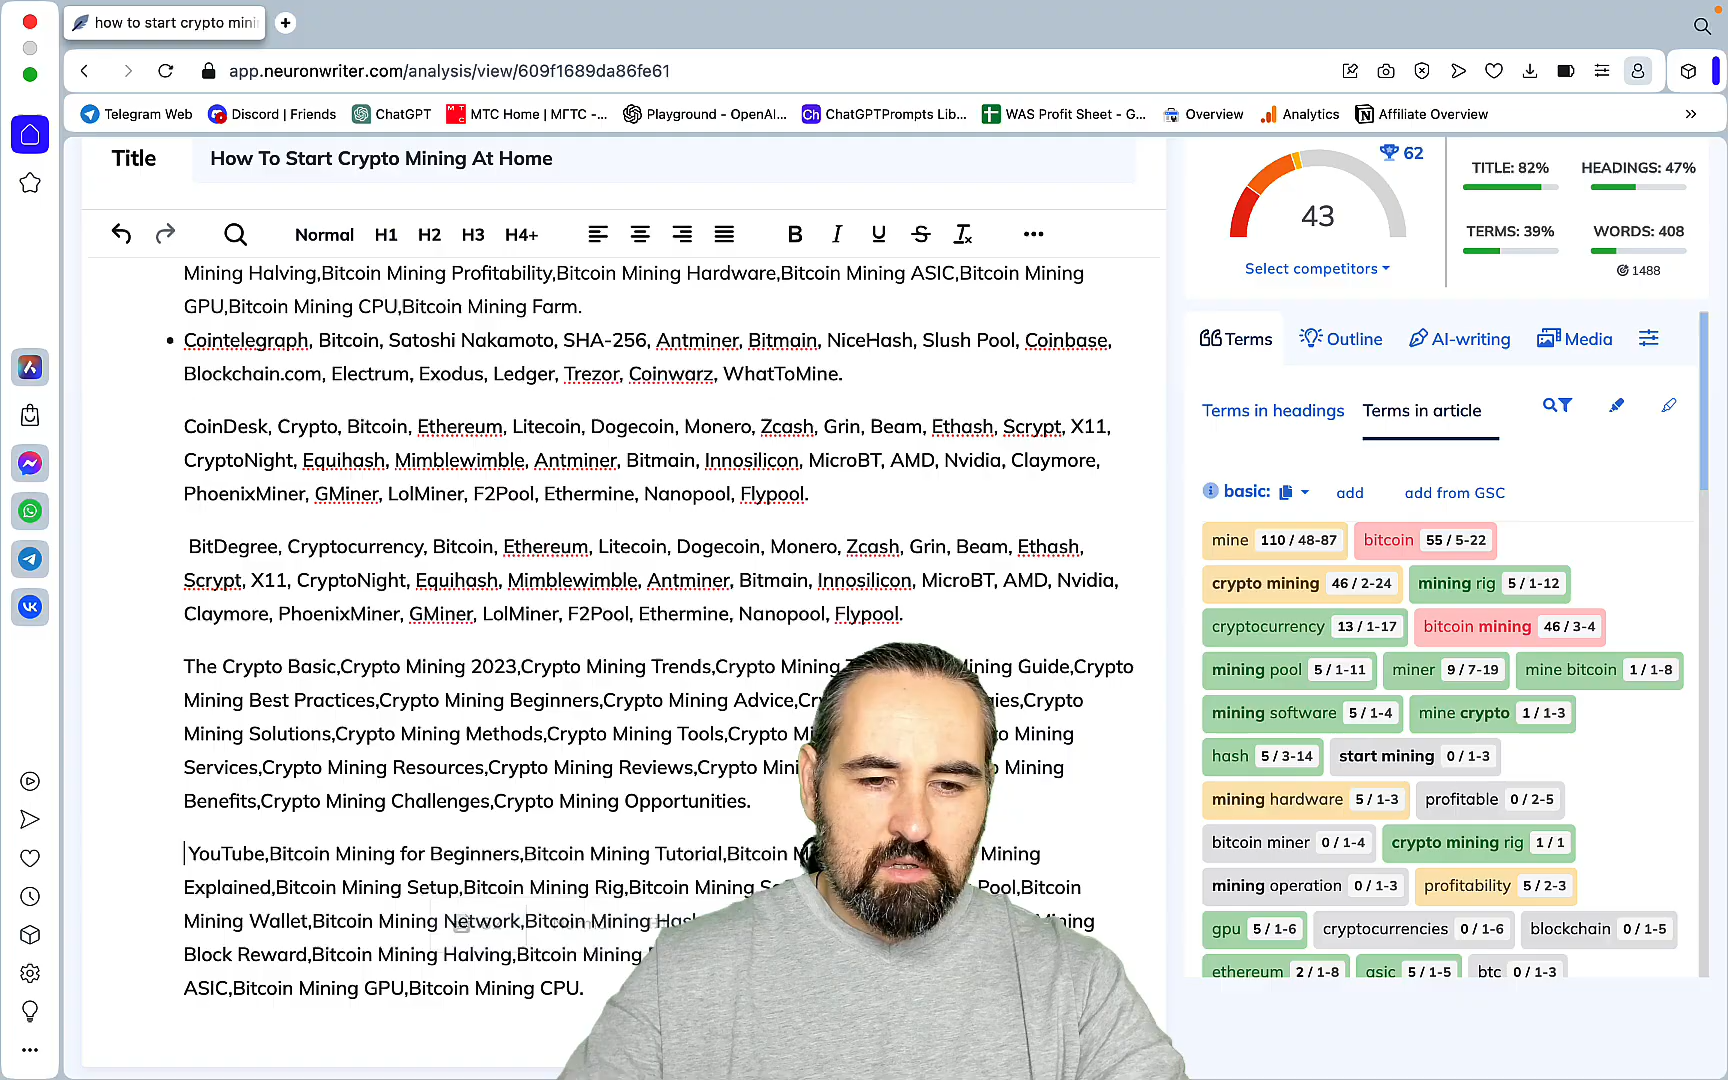 how to start crypto mini
app.neuronwriter.com/analysis/view/609f1689da86fe61
Telegram Web
Discord | Friends
ChatGPT
МТС Home | МГТС -...
Playground - OpenAI...
ChatGPTPrompts Lib...
WAS Profit Sheet - G...
Overview
Analytics
Affiliate Overview
Title
How To Start Crypto Mining At Home
Normal H1 H2 H3 H4+
Mining Halving,Bitcoin Mining Profitability,Bitcoin Mining Hardware,Bitcoin Mining ASIC,Bitcoin Mining
GPU,Bitcoin Mining CPU,Bitcoin Mining Farm.
Cointelegraph, Bitcoin, Satoshi Nakamoto, SHA-256, Antminer, Bitmain, NiceHash, Slush Pool, Coinbase,
Blockchain.com, Electrum, Exodus, Ledger, Trezor, Coinwarz, WhatToMine.
CoinDesk, Crypto, Bitcoin, Ethereum, Litecoin, Dogecoin, Monero, Zcash, Grin, Beam, Ethash, Scrypt, X11,
CryptoNight, Equihash, Mimblewimble, Antminer, Bitmain, Innosilicon, MicroBT, AMD, Nvidia, Claymore,
PhoenixMiner, GMiner, LolMiner, F2Pool, Ethermine, Nanopool, Flypool.
BitDegree, Cryptocurrency, Bitcoin, Ethereum, Litecoin, Dogecoin, Monero, Zcash, Grin, Beam, Ethash,
Scrypt, X11, CryptoNight, Equihash, Mimblewimble, Antminer, Bitmain, Innosilicon, MicroBT, AMD, Nvidia,
Claymore, PhoenixMiner, GMiner, LolMiner, F2Pool, Ethermine, Nanopool, Flypool.
The Crypto Basic,Crypto Mining 2023,Crypto Mining Trends,Crypto Mining Mining Guide,Crypto
Mining Best Practices,Crypto Mining Beginners,Crypto Mining Advice, Crypto
Mining Solutions,Crypto Mining Methods,Crypto Mining Tools,Crypto Mining
Services,Crypto Mining Resources,Crypto Mining Reviews,Crypto Mining
Benefits,Crypto Mining Challenges,Crypto Mining Opportunities.
YouTube,Bitcoin Mining for Beginners,Bitcoin Mining Tutorial,Bitcoin Mining
Explained,Bitcoin Mining Setup,Bitcoin Mining Rig,Bitcoin Mining Pool,Bitcoin
Mining Wallet,Bitcoin Mining Network,Bitcoin Mining Mining
Block Reward,Bitcoin Mining Halving,Bitcoin Mining
ASIC,Bitcoin Mining GPU,Bitcoin Mining CPU.
62
43
Select competitors
TITLE: 82% HEADINGS: 47%
TERMS: 39% WORDS: 408
1488
Terms Outline AI-writing Media
Terms in headings Terms in article
basic: add add from GSC
mine 110 / 48-87 bitcoin 55 / 5-22
crypto mining 46 / 2-24 mining rig 5 / 1-12
cryptocurrency 13 / 1-17 bitcoin mining 46 / 3-4
mining pool 5 / 1-11 miner 9 / 7-19 mine bitcoin 1 / 1-8
mining software 5 / 1-4 mine crypto 1 / 1-3
hash 5 / 3-14 start mining 0 / 1-3
mining hardware 5 / 1-3 profitable 0 / 2-5
bitcoin miner 0 / 1-4 crypto mining rig 1 / 1
mining operation 0 / 1-3 profitability 5 / 2-3
gpu 5 / 1-6 cryptocurrencies 0 / 1-6 blockchain 0 / 1-5
ethereum 2 / 1-8 asic 5 / 1-5 btc 0 / 1-3